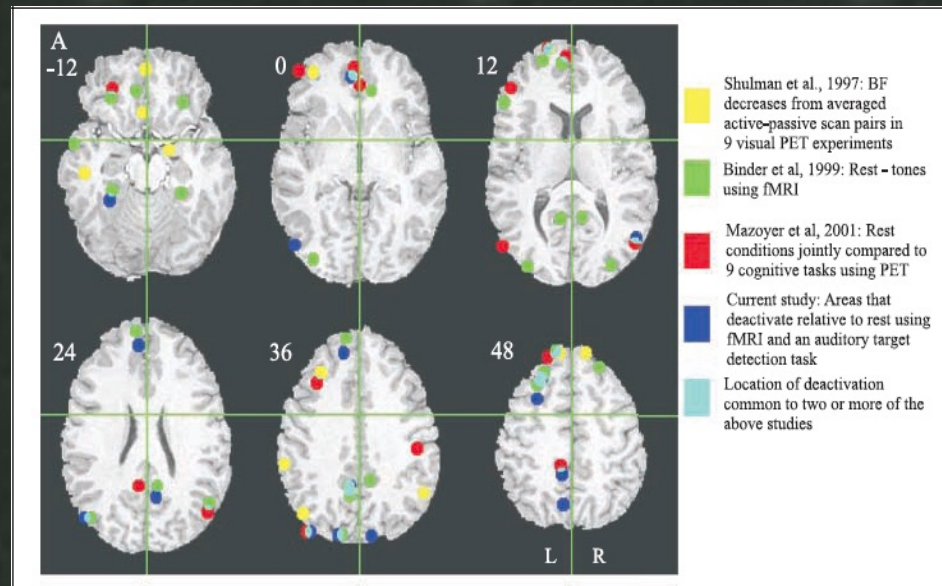 A
-12
0
12
24
36
48
L R
Shulman et al., 1997: BF
decreases from averaged
active–passive scan pairs in
9 visual PET experiments
Binder et al, 1999: Rest – tones
using fMRI
Mazoyer et al, 2001: Rest
conditions jointly compared to
9 cognitive tasks using PET
Current study: Areas that
deactivate relative to rest using
fMRI and an auditory target
detection task
Location of deactivation
common to two or more of the
above studies